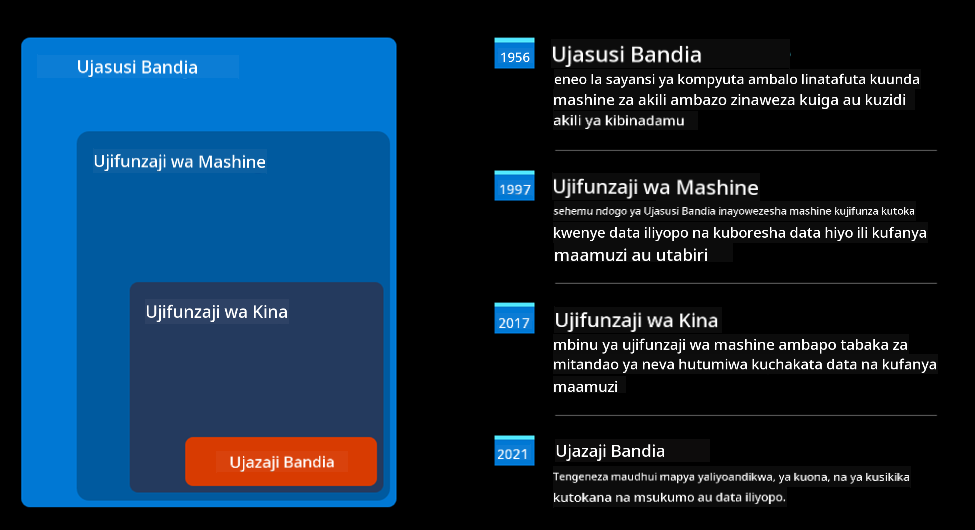 Ujasusi Bandia
Ujifunzaji wa Mashine
Ujifunzaji wa Kina
Ujazaji Bandia
1956
Ujasusi Bandia
eneo la sayansi ya kompyuta ambalo linatafuta kuunda
mashine za akili ambazo zinaweza kuiga au kuzidi
akili ya kibinadamu
1997
Ujifunzaji wa Mashine
sehemu ndogo ya Ujasusi Bandia inayowezesha mashine kujifunza kutoka
kwenye data iliyopo na kuboresha data hiyo ili kufanya
maamuzi au utabiri
2017
Ujifunzaji wa Kina
mbinu ya ujifunzaji wa mashine ambapo tabaka za
mitandao ya neva hutumiwa kuchakata data na kufanya
maamuzi
2021
Ujazaji Bandia
Tengeneza maudhui mapya yaliyoandikwa, ya kuona, na ya kusikika
kutokana na msukumo au data iliyopo.